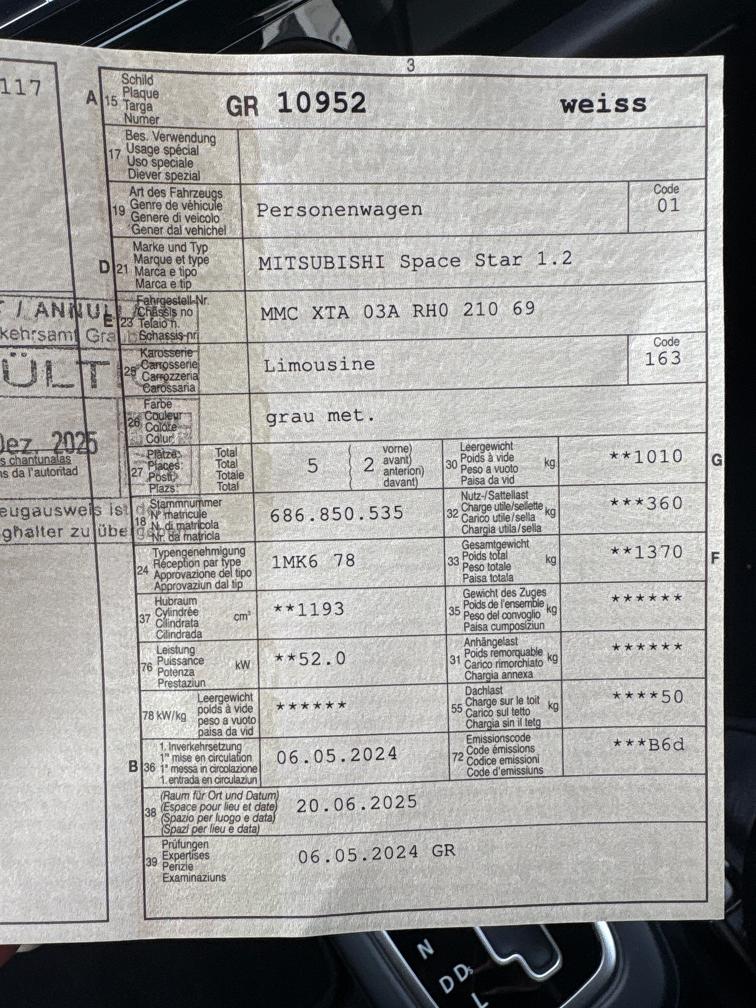 3
117
A 15 Schild
Plaque
Targa
Numer
GR 10952 weiss
17 Bes. Verwendung
Usage spécial
Uso speciale
Diever spezial
19 Art des Fahrzeugs
Genre de véhicule
Genere di veicolo
Gener dal vehichel
Personenwagen
Code
01
D 21 Marke und Typ
Marque et type
Marca e tipo
Marca e tip
MITSUBISHI Space Star 1.2
E 23 Fahrgestell-Nr.
Châssis no
Telaio n.
Schassis-nr.
MMC XTA 03A RH0 210 69
25 Karosserie
Carrosserie
Carrozzeria
Carossaria
Limousine
Code
163
26 Farbe
Couleur
Colore
Colur
grau met.
27 Plätze:
Places:
Posti:
Plazs:
Total
Total
Totale
Total
5 ( 2 vorne)
avant)
anteriori)
davant)
30 Leergewicht
Poids à vide
Peso a vuoto
Paisa da vid
kg
**1010
G
18 Stammnummer
N° matricule
N. di matricola
Nr. da matricla
686.850.535
32 Nutz-/Sattellast
Charge utile/sellette
Carico utile/sella
Chargia utila/sella
kg
***360
24 Typengenehmigung
Réception par type
Approvazione del tipo
Approvaziun dal tip
1MK6 78
33 Gesamtgewicht
Poids total
Peso totale
Paisa totala
kg
**1370
F
37 Hubraum
Cylindrée
Cilindrata
Cilindrada
cm³
**1193
35 Gewicht des Zuges
Poids de l'ensemble
Peso del convoglio
Paisa cumposiziun
kg
******
76 Leistung
Puissance
Potenza
Prestaziun
kW
**52.0
31 Anhängelast
Poids remorquable
Carico rimorchiato
Chargia annexa
kg
******
78 kW/kg
Leergewicht
poids à vide
peso a vuoto
paisa da vid
******
55 Dachlast
Charge sur le toit
Carico sul tetto
Chargia sin il tetg
kg
****50
B 36 1. Inverkehrsetzung
1re mise en circulation
1a messa in circolazione
1. entrada en circulaziun
06.05.2024
72 Emissionscode
Code émissions
Codice emissioni
Code d'emissiuns
***B6d
38 (Raum für Ort und Datum)
(Espace pour lieu et date)
(Spazio per luogo e data)
(Spazi per lieu e data)
20.06.2025
39 Prüfungen
Expertises
Perizie
Examinaziuns
06.05.2024 GR
/ ANNUL
kehrsamt Gra
ÜLT
Dez. 2025
s chantunalas
s da l'autoritad
eugausweis ist
ghalter zu übe
N
D Ds
L